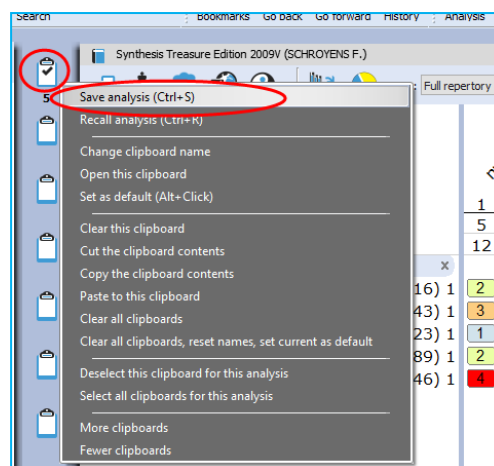 Search Bookmarks Go back Go forward History Analysis
Synthesis Treasure Edition 2009V (SCHROYENS F.)
Full repertory
5
Save analysis (Ctrl+S)
Recall analysis (Ctrl+R)
Change clipboard name
Open this clipboard
Set as default (Alt+Click)
Clear this clipboard
Cut the clipboard contents
Copy the clipboard contents
Paste to this clipboard
Clear all clipboards
Clear all clipboards, reset names, set current as default
Deselect this clipboard for this analysis
Select all clipboards for this analysis
More clipboards
Fewer clipboards
1
5
12
x
16) 1 2
43) 1 3
23) 1 1
89) 1 2
46) 1 4